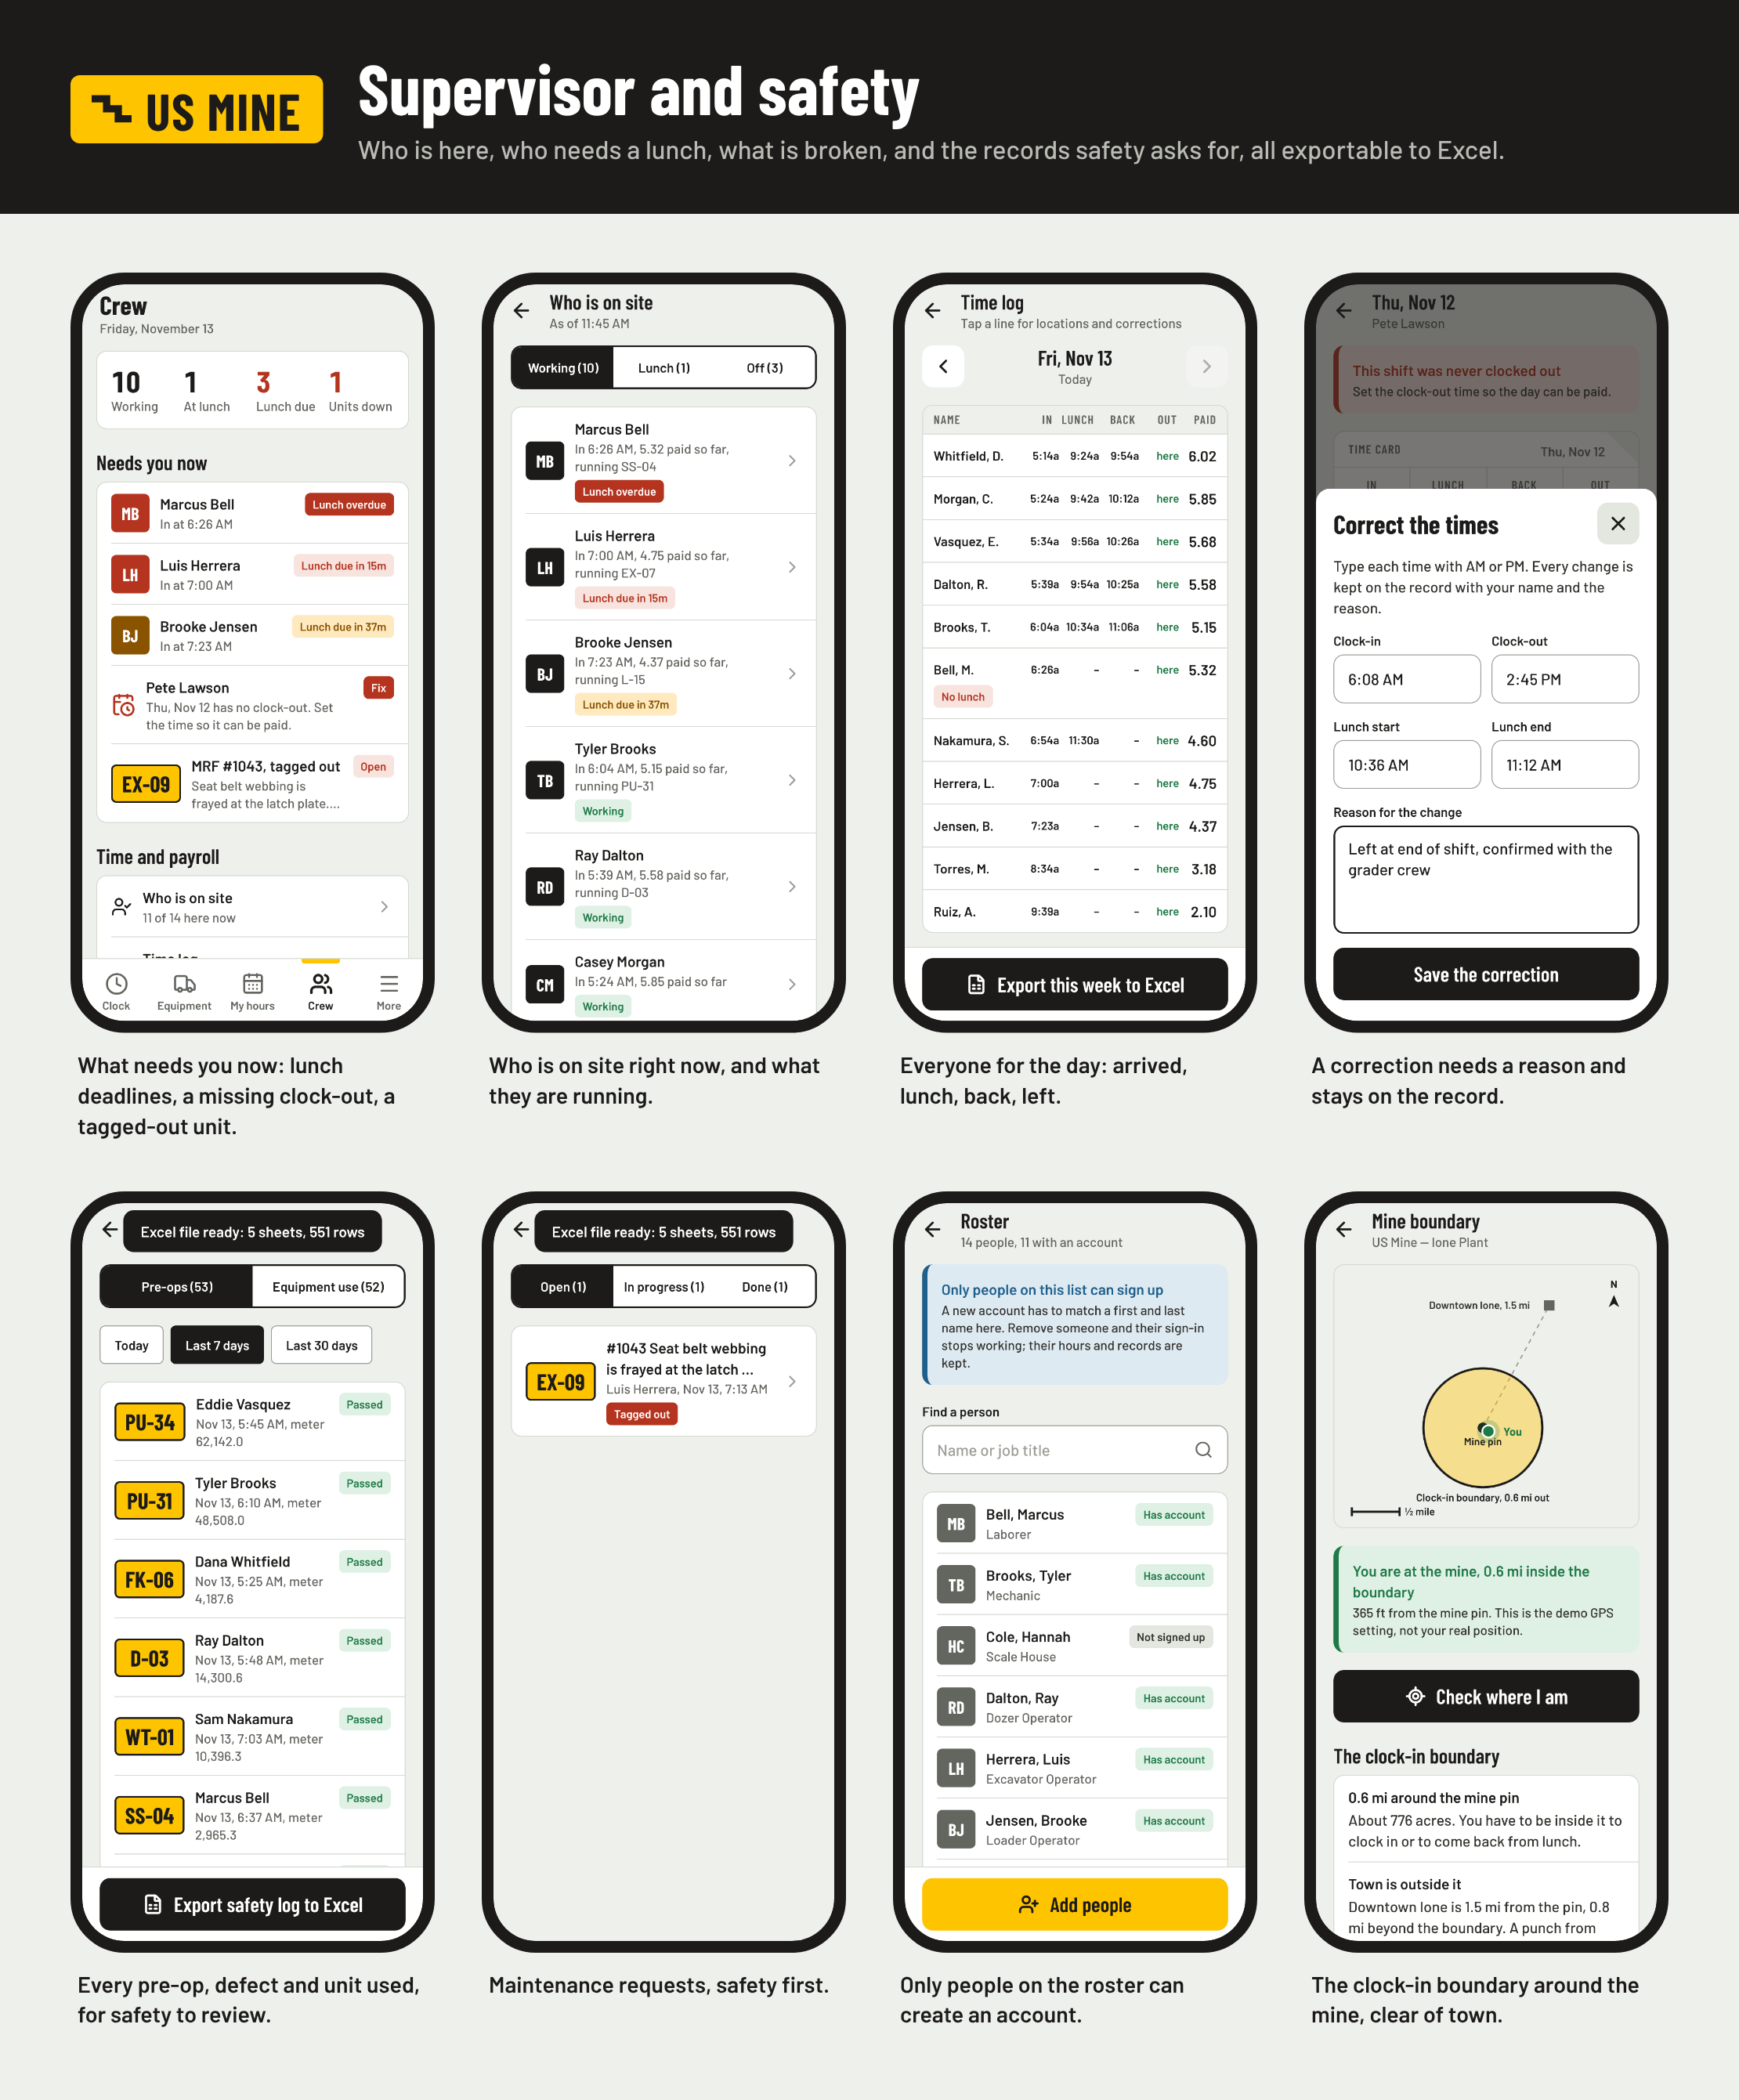 US MINE
Supervisor and safety
Who is here, who needs a lunch, what is broken, and the records safety asks for, all exportable to Excel.
Crew
Friday, November 13
10 1 3 1
Working At lunch Lunch due Units down
Needs you now
MB Marcus Bell Lunch overdue
In at 6:26 AM
LH Luis Herrera Lunch due in 15m
In at 7:00 AM
BJ Brooke Jensen Lunch due in 37m
In at 7:23 AM
Pete Lawson Fix
Thu, Nov 12 has no clock-out. Set
the time so it can be paid.
EX-09 MRF #1043, tagged out Open
Seat belt webbing is
frayed at the latch plate....
Time and payroll
Who is on site
11 of 14 here now
Time log
Clock Equipment My hours Crew More
What needs you now: lunch
deadlines, a missing clock-out, a
tagged-out unit.
Who is on site
As of 11:45 AM
Working (10) Lunch (1) Off (3)
Marcus Bell
MB In 6:26 AM, 5.32 paid so far,
running SS-04
Lunch overdue
Luis Herrera
LH In 7:00 AM, 4.75 paid so far,
running EX-07
Lunch due in 15m
Brooke Jensen
BJ In 7:23 AM, 4.37 paid so far,
running L-15
Lunch due in 37m
Tyler Brooks
TB In 6:04 AM, 5.15 paid so far,
running PU-31
Working
Ray Dalton
RD In 5:39 AM, 5.58 paid so far,
running D-03
Working
Casey Morgan
CM In 5:24 AM, 5.85 paid so far
Working
Who is on site right now, and what
they are running.
Time log
Tap a line for locations and corrections
Fri, Nov 13
Today
NAME IN LUNCH BACK OUT PAID
Whitfield, D. 5:14a 9:24a 9:54a here 6.02
Morgan, C. 5:24a 9:42a 10:12a here 5.85
Vasquez, E. 5:34a 9:56a 10:26a here 5.68
Dalton, R. 5:39a 9:54a 10:25a here 5.58
Brooks, T. 6:04a 10:34a 11:06a here 5.15
Bell, M. 6:26a - - here 5.32
No lunch
Nakamura, S. 6:54a 11:30a - here 4.60
Herrera, L. 7:00a - - here 4.75
Jensen, B. 7:23a - - here 4.37
Torres, M. 8:34a - - here 3.18
Ruiz, A. 9:39a - - here 2.10
Export this week to Excel
Everyone for the day: arrived,
lunch, back, left.
Thu, Nov 12
Pete Lawson
This shift was never clocked out
Set the clock-out time so the day can be paid.
TIME CARD Thu, Nov 12
IN LUNCH BACK OUT
Correct the times
Type each time with AM or PM. Every change is
kept on the record with your name and the
reason.
Clock-in Clock-out
6:08 AM 2:45 PM
Lunch start Lunch end
10:36 AM 11:12 AM
Reason for the change
Left at end of shift, confirmed with the
grader crew
Save the correction
A correction needs a reason and
stays on the record.
Excel file ready: 5 sheets, 551 rows
Pre-ops (53) Equipment use (52)
Today Last 7 days Last 30 days
PU-34 Eddie Vasquez Passed
Nov 13, 5:45 AM, meter
62,142.0
PU-31 Tyler Brooks Passed
Nov 13, 6:10 AM, meter
48,508.0
FK-06 Dana Whitfield Passed
Nov 13, 5:25 AM, meter
4,187.6
D-03 Ray Dalton Passed
Nov 13, 5:48 AM, meter
14,300.6
WT-01 Sam Nakamura Passed
Nov 13, 7:03 AM, meter
10,396.3
SS-04 Marcus Bell Passed
Nov 13, 6:37 AM, meter
2,965.3
Export safety log to Excel
Every pre-op, defect and unit used,
for safety to review.
Excel file ready: 5 sheets, 551 rows
Open (1) In progress (1) Done (1)
#1043 Seat belt webbing
is frayed at the latch ...
EX-09 Luis Herrera, Nov 13, 7:13 AM
Tagged out
Maintenance requests, safety first.
Roster
14 people, 11 with an account
Only people on this list can sign up
A new account has to match a first and last
name here. Remove someone and their sign-in
stops working; their hours and records are
kept.
Find a person
Name or job title
MB Bell, Marcus Has account
Laborer
TB Brooks, Tyler Has account
Mechanic
HC Cole, Hannah Not signed up
Scale House
RD Dalton, Ray Has account
Dozer Operator
LH Herrera, Luis Has account
Excavator Operator
BJ Jensen, Brooke Has account
Loader Operator
Add people
Only people on the roster can
create an account.
Mine boundary
US Mine — Ione Plant
N
Downtown Ione, 1.5 mi
You
Mine pin
Clock-in boundary, 0.6 mi out
½ mile
You are at the mine, 0.6 mi inside the
boundary
365 ft from the mine pin. This is the demo GPS
setting, not your real position.
Check where I am
The clock-in boundary
0.6 mi around the mine pin
About 776 acres. You have to be inside it to
clock in or to come back from lunch.
Town is outside it
Downtown Ione is 1.5 mi from the pin, 0.8
mi beyond the boundary. A punch from
The clock-in boundary around the
mine, clear of town.